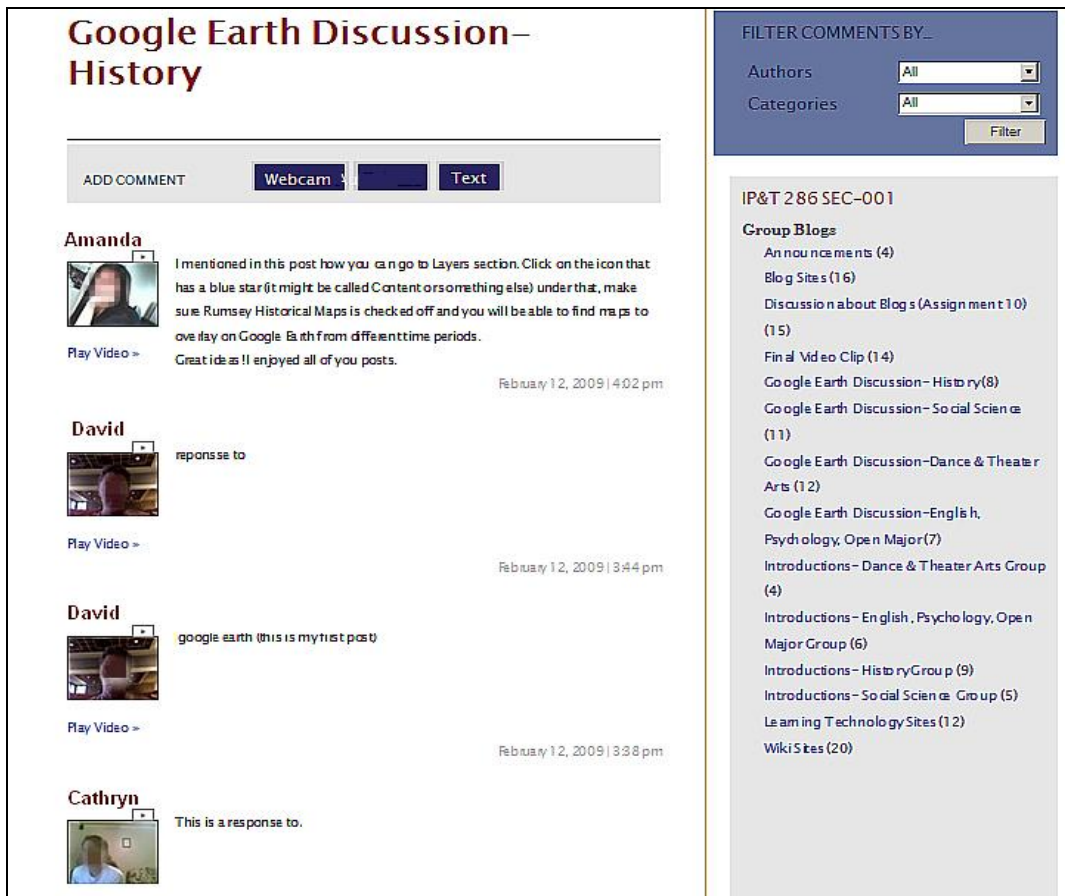 Google Earth Discussion–
History
ADD COMMENT
Webcam
Text
Amanda
I mentioned in this post how you can go to Layers section. Click on the icon that
has a blue star (it might be called Content or something else) under that, make
sure Rumsey Historical Maps is checked off and you will be able to find maps to
overlay on Google Earth from different time periods.
Great ideas! I enjoyed all of you posts.
Play Video »
February 12, 2009 | 4:02 pm
David
reponsse to
Play Video »
February 12, 2009 | 3:44 pm
David
google earth (this is my first post)
Play Video »
February 12, 2009 | 3:38 pm
Cathryn
This is a response to.
FILTER COMMENTS BY...
Authors
All
Categories
All
Filter
IP&T 286 SEC-001
Group Blogs
Announcements (4)
Blog Sites (16)
Discussion about Blogs (Assignment 10)
(15)
Final Video Clip (14)
Google Earth Discussion- History(8)
Google Earth Discussion- Social Science
(11)
Google Earth Discussion-Dance & Theater
Arts (12)
Google Earth Discussion-English,
Psychology, Open Major(7)
Introductions- Dance & Theater Arts Group
(4)
Introductions- English, Psychology, Open
Major Group (6)
Introductions- History Group (9)
Introductions- Social Science Group (5)
Learning Technology Sites (12)
Wiki Sites (20)